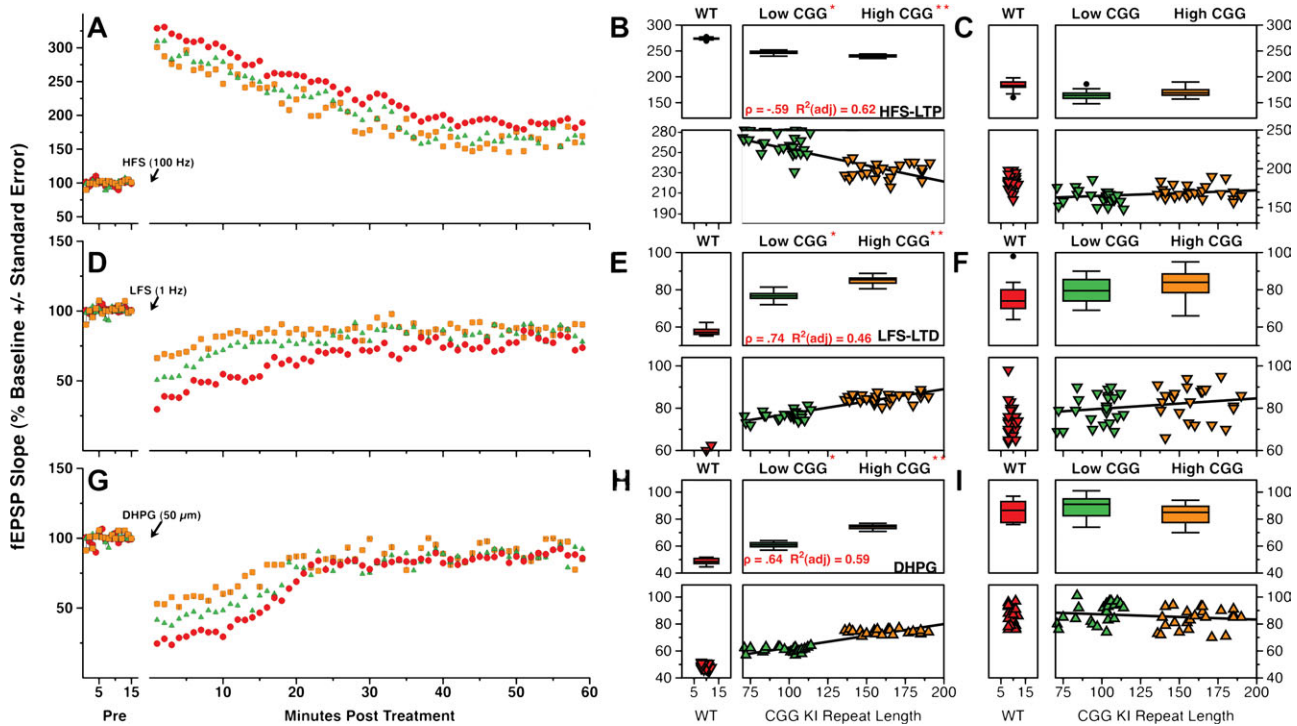 fEPSP Slope (% Baseline +/- Standard Error)
A
300
250
200
150
100
50
HFS (100 Hz)
B
WT
Low CGG*
High CGG**
300
250
200
150
100
ρ = -.59 R²(adj) = 0.62
HFS-LTP
280
250
230
210
190
C
WT
Low CGG
High CGG
300
250
200
150
100
250
200
150
D
150
100
50
LFS (1 Hz)
E
WT
Low CGG*
High CGG**
100
80
60
ρ = .74 R²(adj) = 0.46
LFS-LTD
100
80
60
F
WT
Low CGG
High CGG
100
80
60
100
80
60
G
150
100
50
DHPG (50 µm)
5
15
10
20
30
40
50
60
Pre
Minutes Post Treatment
H
WT
Low CGG*
High CGG**
100
80
60
40
ρ = .64 R²(adj) = 0.59
DHPG
100
80
60
40
5
15
75
100
125
150
175
200
WT
CGG KI Repeat Length
I
WT
Low CGG
High CGG
100
80
60
40
100
80
60
40
5
15
75
100
125
150
175
200
WT
CGG KI Repeat Length